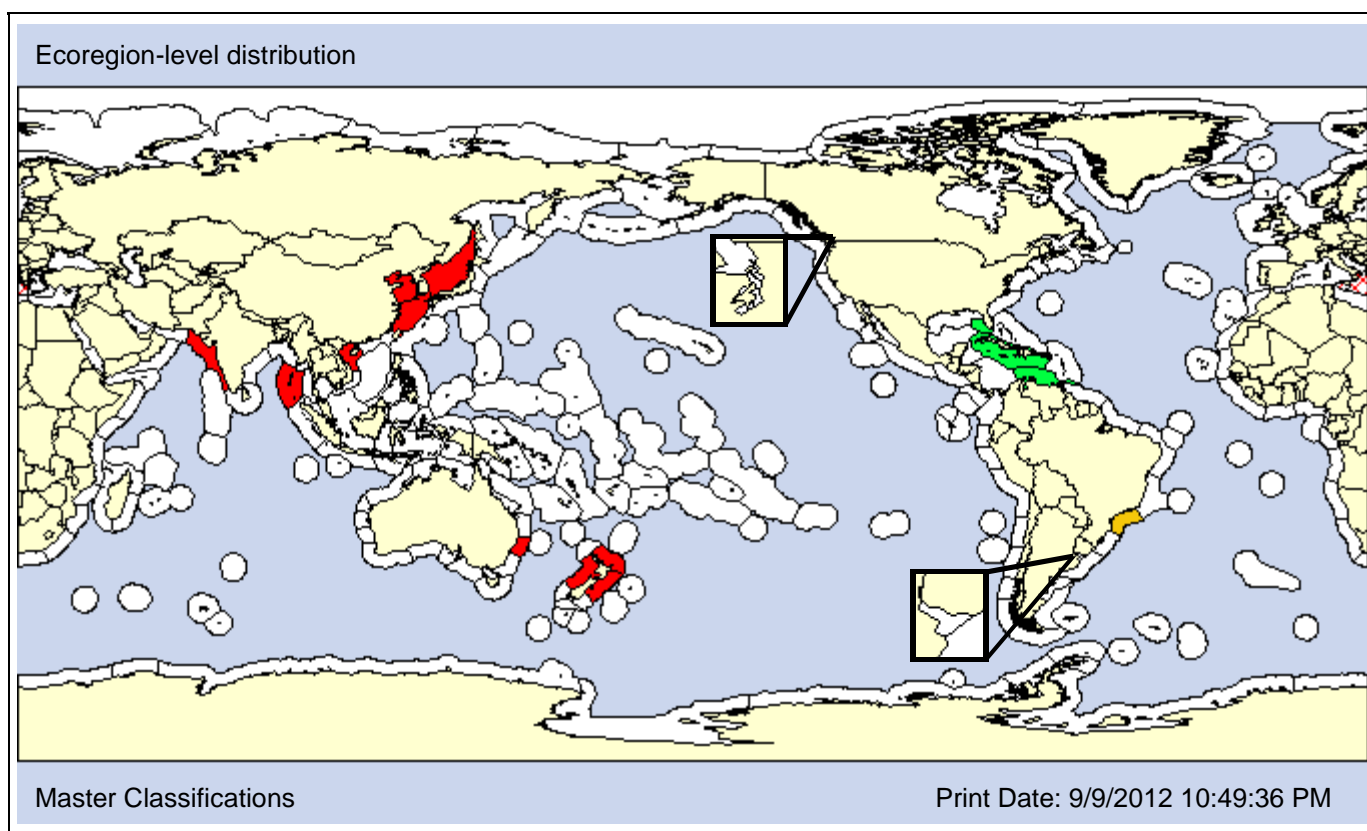 Ecoregion-level distribution
Master Classifications
Print Date: 9/9/2012 10:49:36 PM